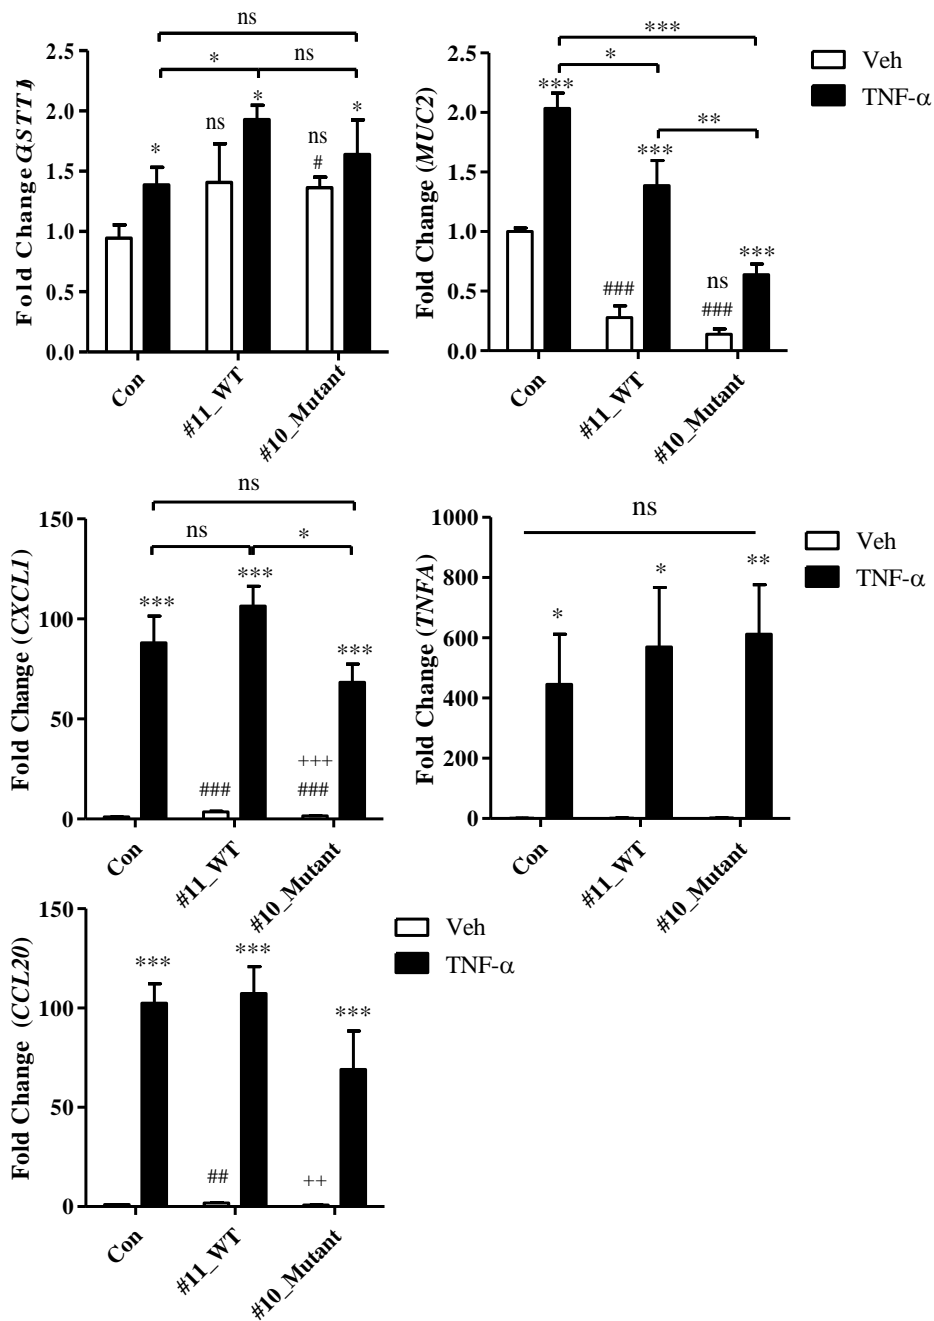 ns
* ns
2.5
2.0
1.5
1.0
0.5
0.0
Fold Change (GSTT1)
* ns * ns # *
Con
#11_WT
#10_Mutant
***
*
**
2.5
2.0
1.5
1.0
0.5
0.0
Fold Change (MUC2)
*** ### *** ns ### ***
Con
#11_WT
#10_Mutant
Veh
TNF-α
ns
ns *
150
100
50
0
Fold Change (CXCL1)
*** ### *** +++ ### ***
Con
#11_WT
#10_Mutant
ns
1000
800
600
400
200
0
Fold Change (TNFA)
* * **
Con
#11_WT
#10_Mutant
Veh
TNF-α
150
100
50
0
Fold Change (CCL20)
*** ## *** ++ ***
Con
#11_WT
#10_Mutant
Veh
TNF-α